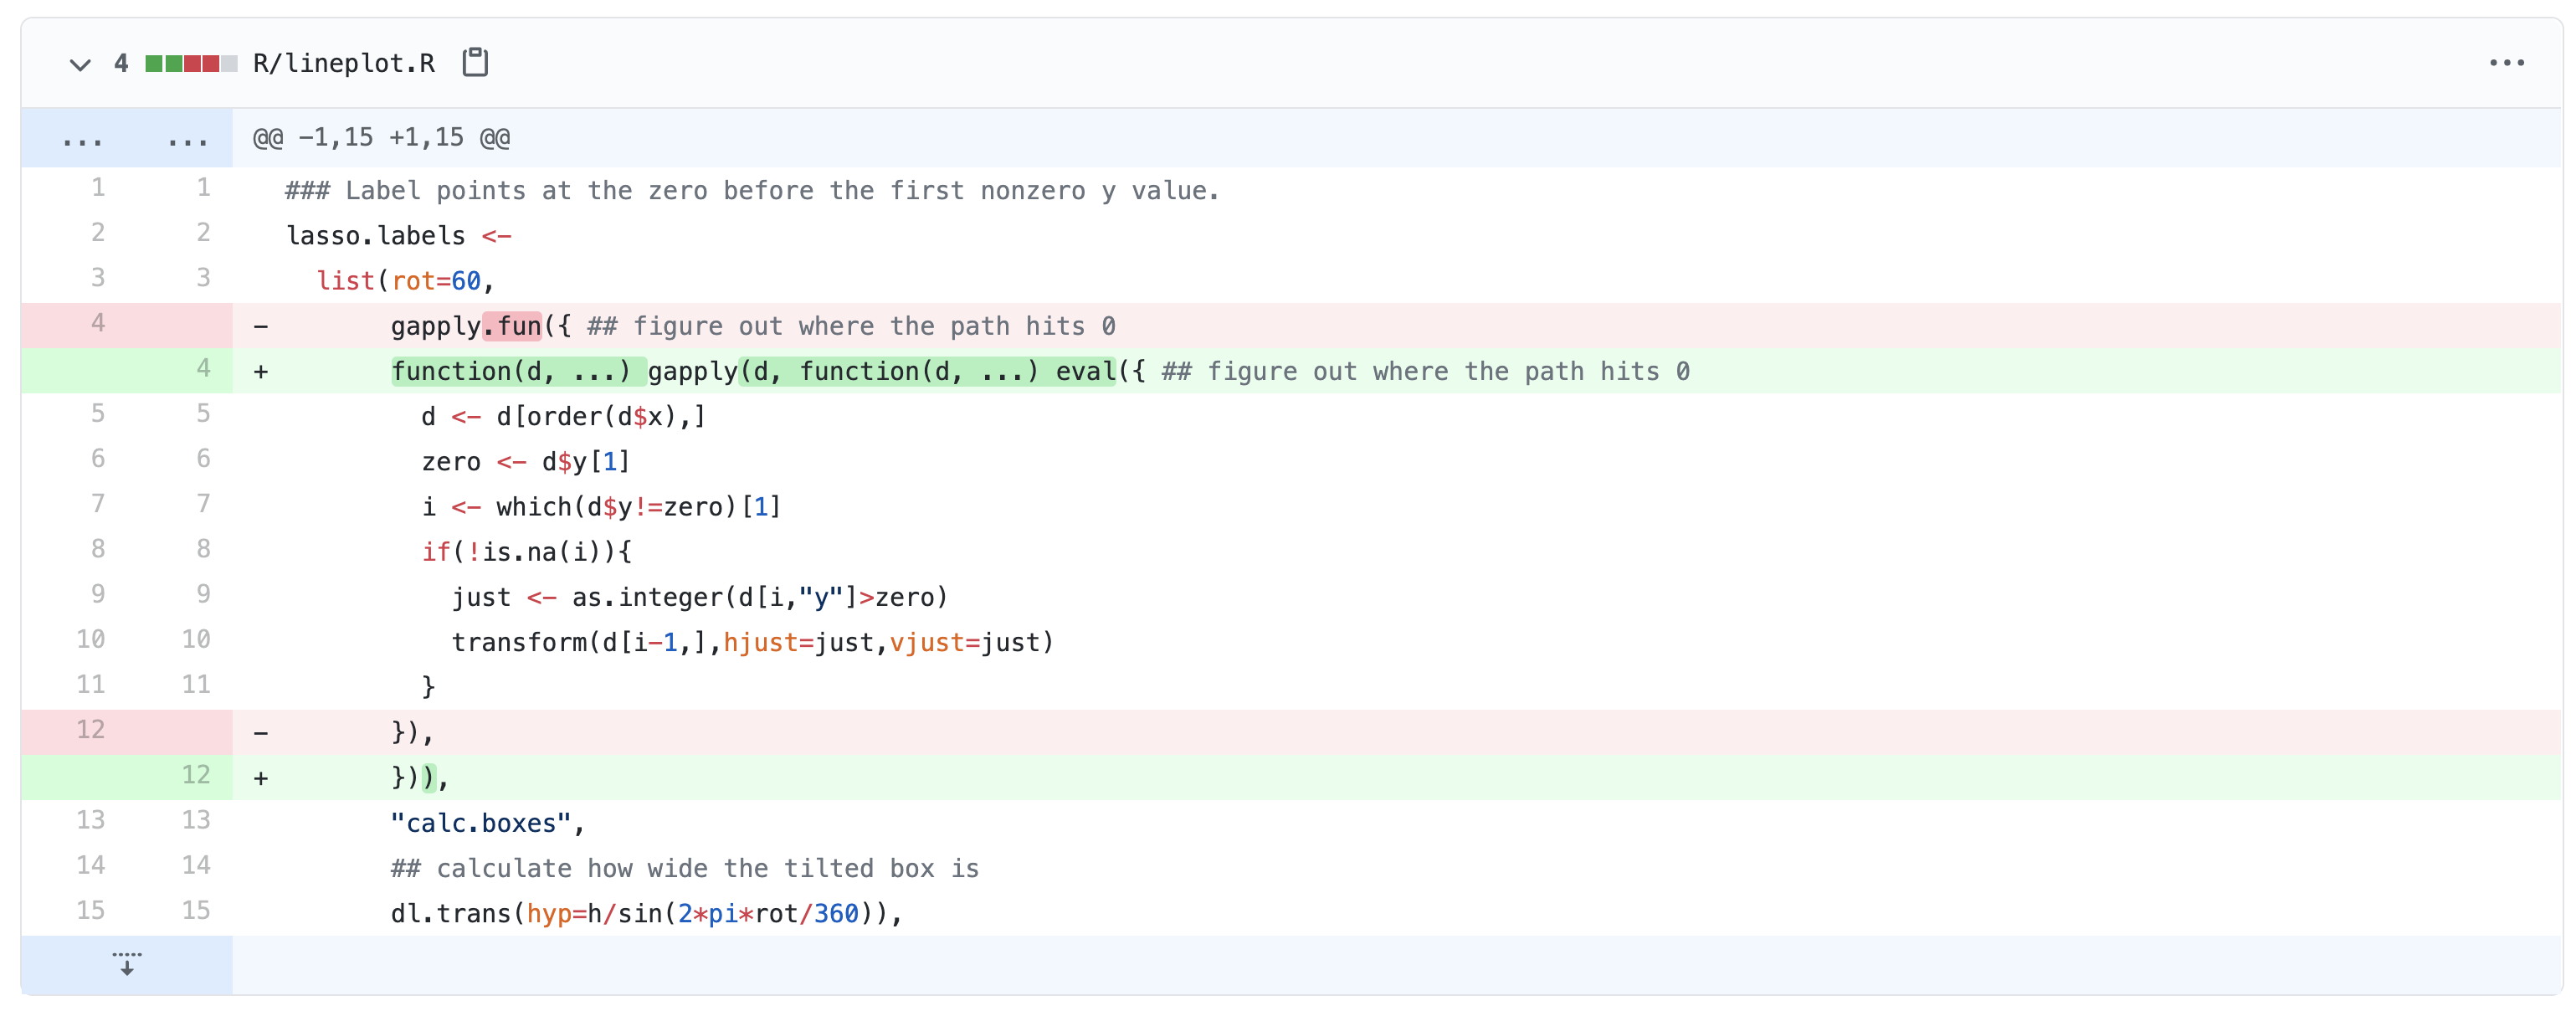 4 R/lineplot.R ...
... ... @@ -1,15 +1,15 @@
1 1 ### Label points at the zero before the first nonzero y value.
2 2 lasso.labels <-
3 3 list(rot=60,
4 - gapply.fun({ ## figure out where the path hits 0
4 + function(d, ...) gapply(d, function(d, ...) eval({ ## figure out where the path hits 0
5 5 d <- d[order(d$x),]
6 6 zero <- d$y[1]
7 7 i <- which(d$y!=zero)[1]
8 8 if(!is.na(i)){
9 9 just <- as.integer(d[i,"y"]>zero)
10 10 transform(d[i-1,],hjust=just,vjust=just)
11 11 }
12 - }),
12 + })),
13 13 "calc.boxes",
14 14 ## calculate how wide the tilted box is
15 15 dl.trans(hyp=h/sin(2*pi*rot/360)),